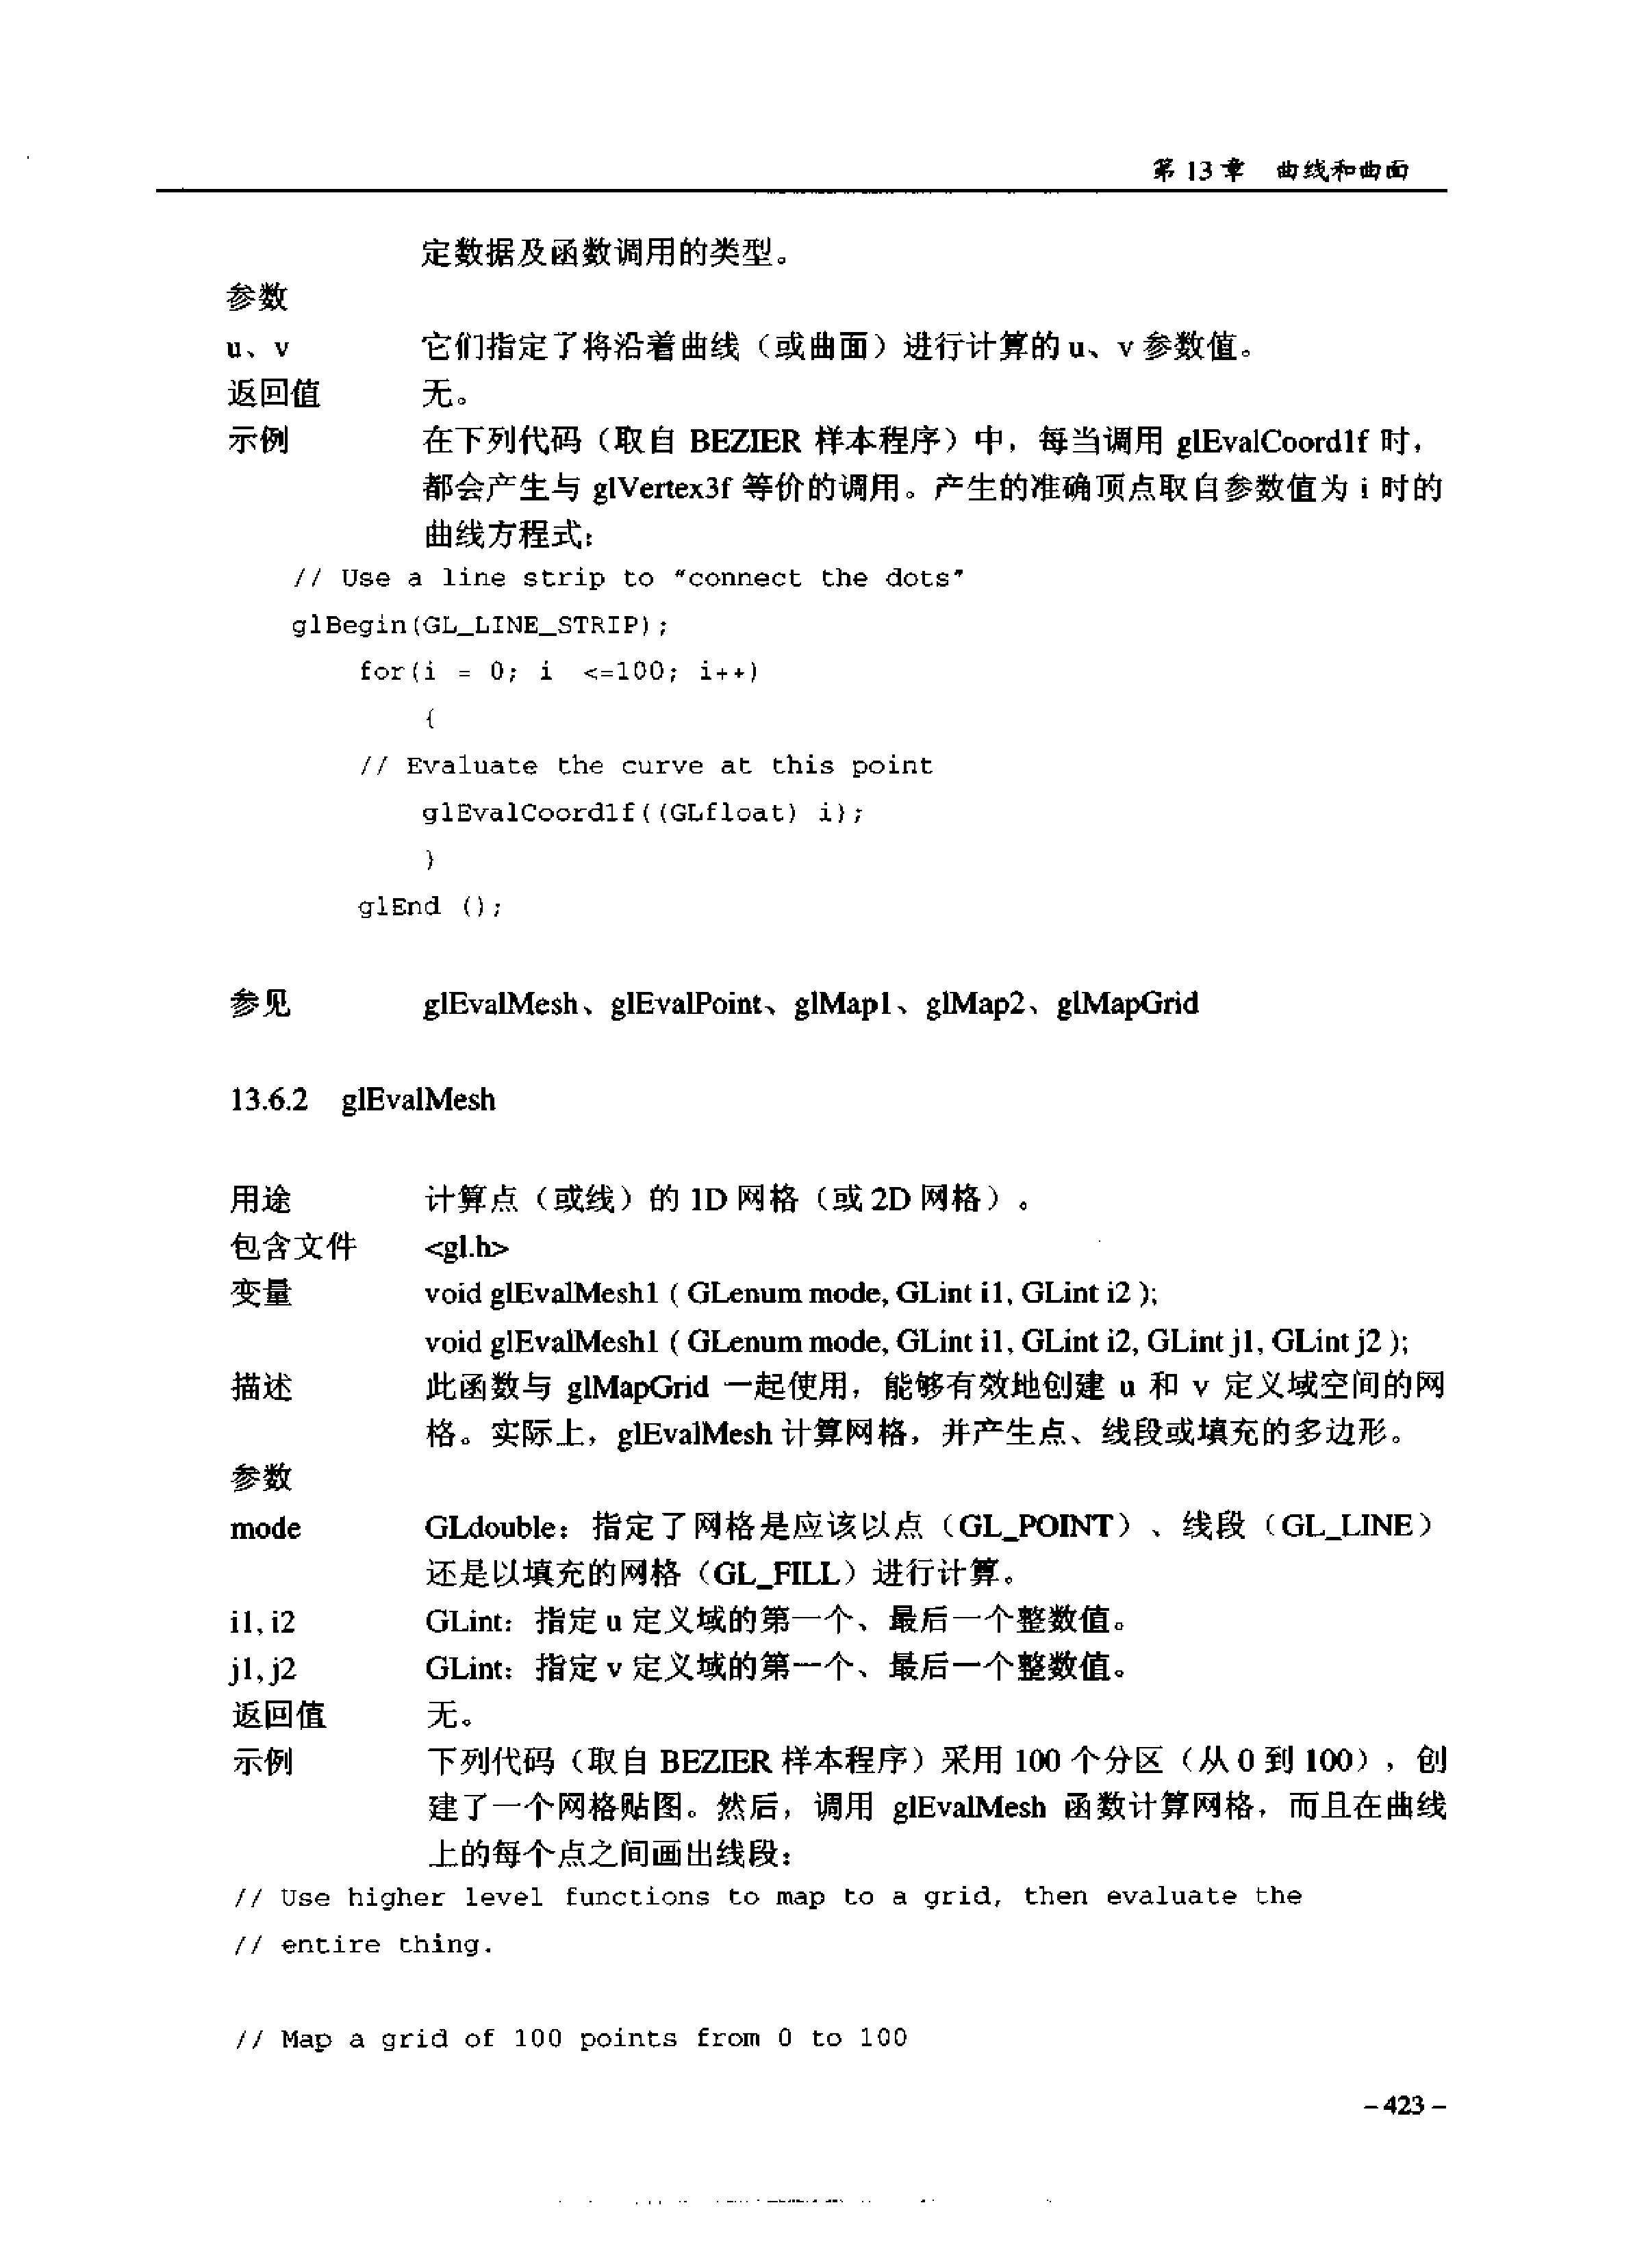 第 13 章 曲线和曲面
定数据及函数调用的类型。
参数
u、v 它们指定了将沿着曲线（或曲面）进行计算的 u、v 参数值。
返回值 无。
示例 在下列代码（取自 BEZIER 样本程序）中，每当调用 glEvalCoord1f 时，
都会产生与 glVertex3f 等价的调用。产生的准确顶点取自参数值为 i 时的
曲线方程式：
// Use a line strip to "connect the dots"
glBegin(GL_LINE_STRIP);
for(i = 0; i <=100; i++)
{
// Evaluate the curve at this point
glEvalCoord1f((GLfloat) i);
}
glEnd ();
参见 glEvalMesh、glEvalPoint、glMap1、glMap2、glMapGrid
13.6.2 glEvalMesh
用途 计算点（或线）的 1D 网格（或 2D 网格）。
包含文件 <gl.h>
变量 void glEvalMesh1 ( GLenum mode, GLint i1, GLint i2 );
void glEvalMesh1 ( GLenum mode, GLint i1, GLint i2, GLint j1, GLint j2 );
描述 此函数与 glMapGrid 一起使用，能够有效地创建 u 和 v 定义域空间的网
格。实际上，glEvalMesh 计算网格，并产生点、线段或填充的多边形。
参数
mode GLdouble：指定了网格是应该以点（GL_POINT）、线段（GL_LINE）
还是以填充的网格（GL_FILL）进行计算。
i1, i2 GLint：指定 u 定义域的第一个、最后一个整数值。
j1, j2 GLint：指定 v 定义域的第一个、最后一个整数值。
返回值 无。
示例 下列代码（取自 BEZIER 样本程序）采用 100 个分区（从 0 到 100），创
建了一个网格贴图。然后，调用 glEvalMesh 函数计算网格，而且在曲线
上的每个点之间画出线段：
// Use higher level functions to map to a grid, then evaluate the
// entire thing.
// Map a grid of 100 points from 0 to 100
– 423 –